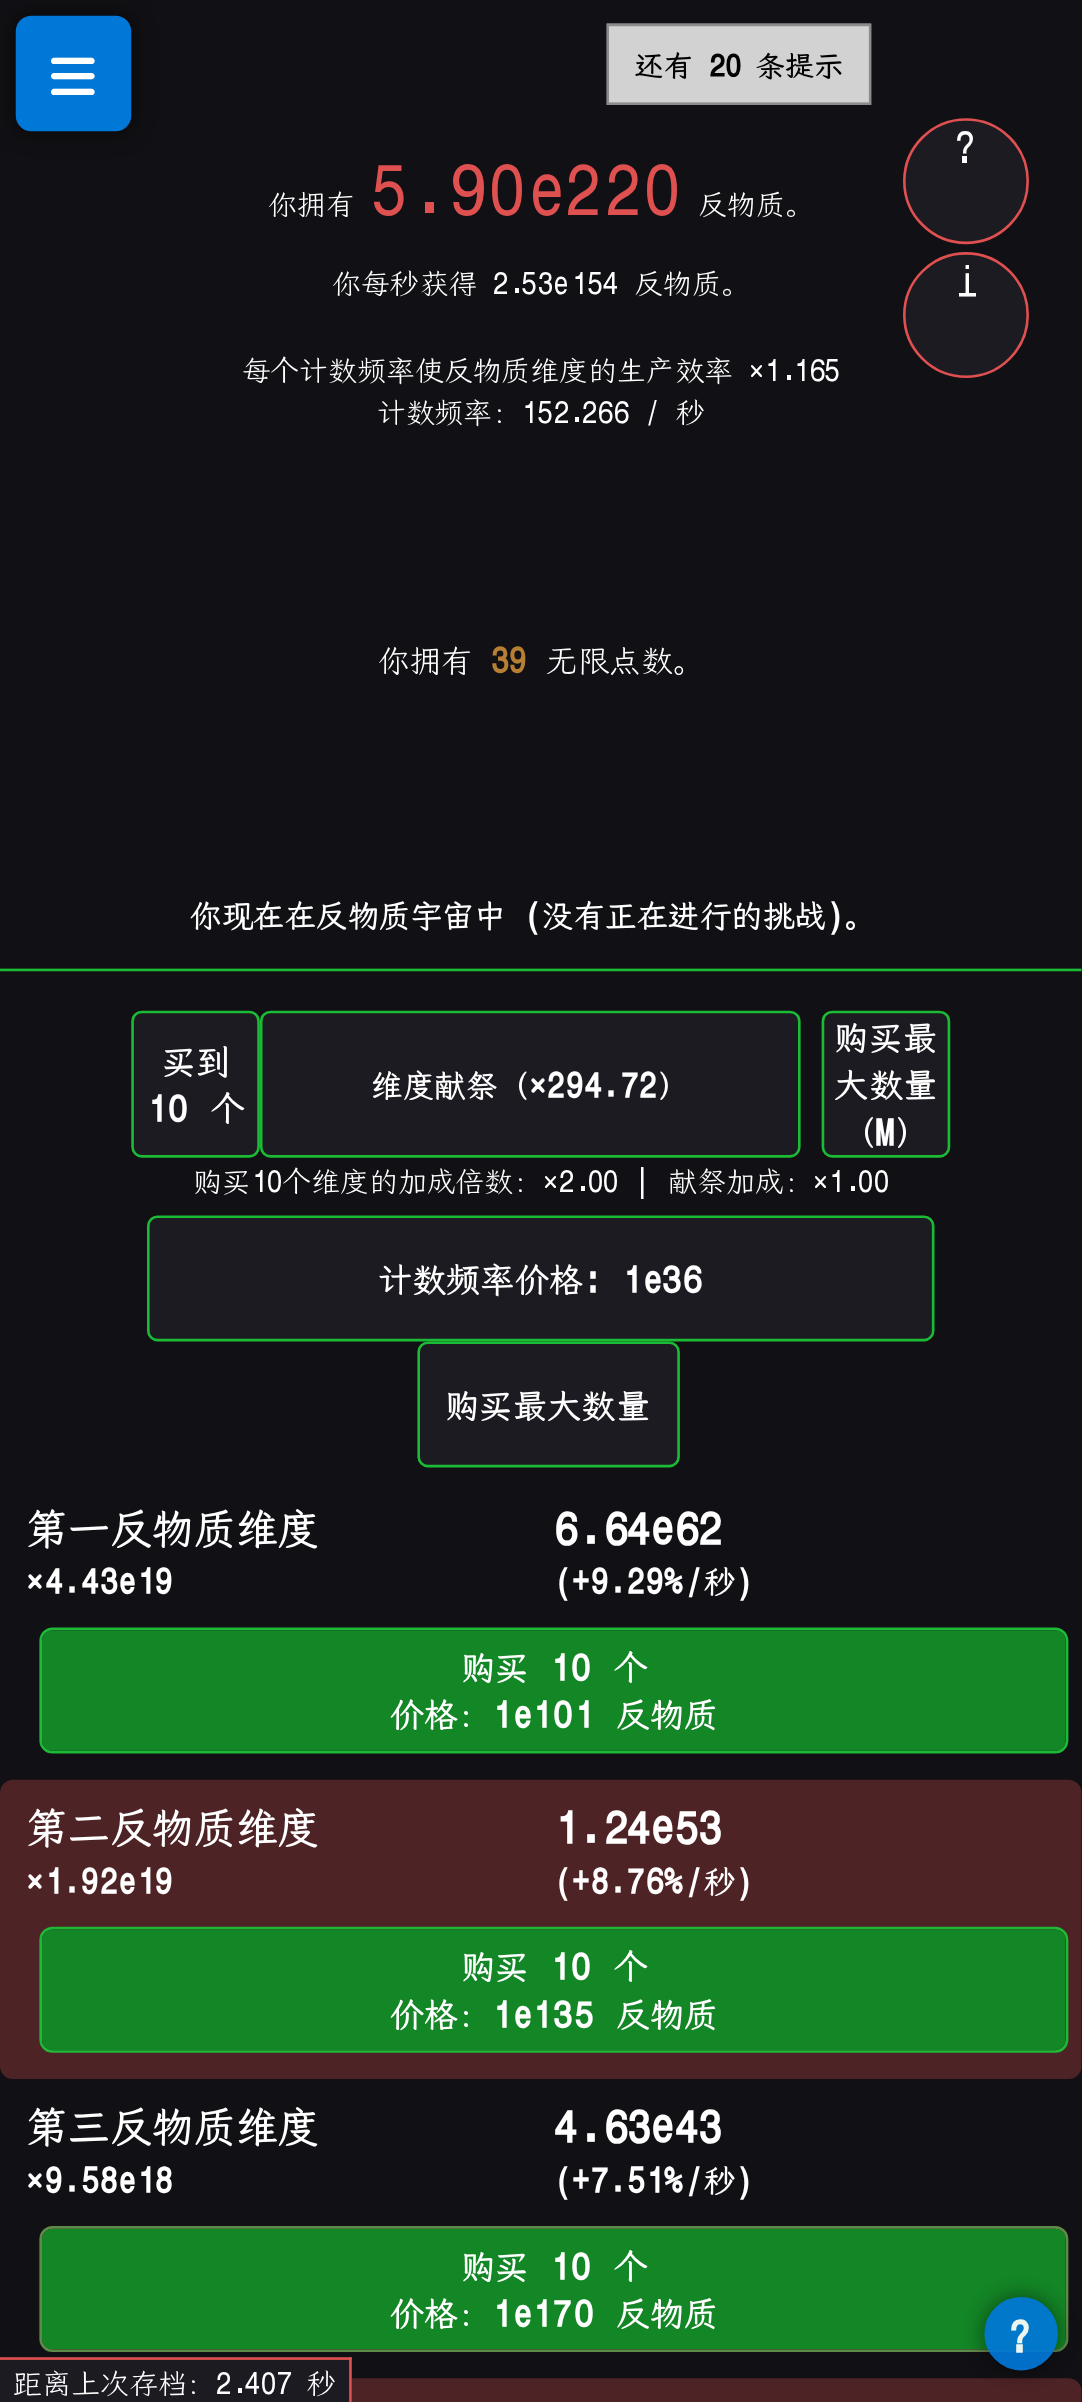 还有 20 条提示
?
你拥有 5.90e220 反物质。
i
你每秒获得 2.53e154 反物质。
每个计数频率使反物质维度的生产效率 ×1.165
计数频率: 152.266 / 秒
你拥有 39 无限点数。
你现在在反物质宇宙中 (没有正在进行的挑战)。
买到
10 个
维度献祭 (×294.72)
购买最
大数量
(M)
购买10个维度的加成倍数: ×2.00 | 献祭加成: ×1.00
计数频率价格: 1e36
购买最大数量
第一反物质维度 6.64e62
×4.43e19 (+9.29%/秒)
购买 10 个
价格: 1e101 反物质
第二反物质维度 1.24e53
×1.92e19 (+8.76%/秒)
购买 10 个
价格: 1e135 反物质
第三反物质维度 4.63e43
×9.58e18 (+7.51%/秒)
购买 10 个
价格: 1e170 反物质
?
距离上次存档: 2.407 秒